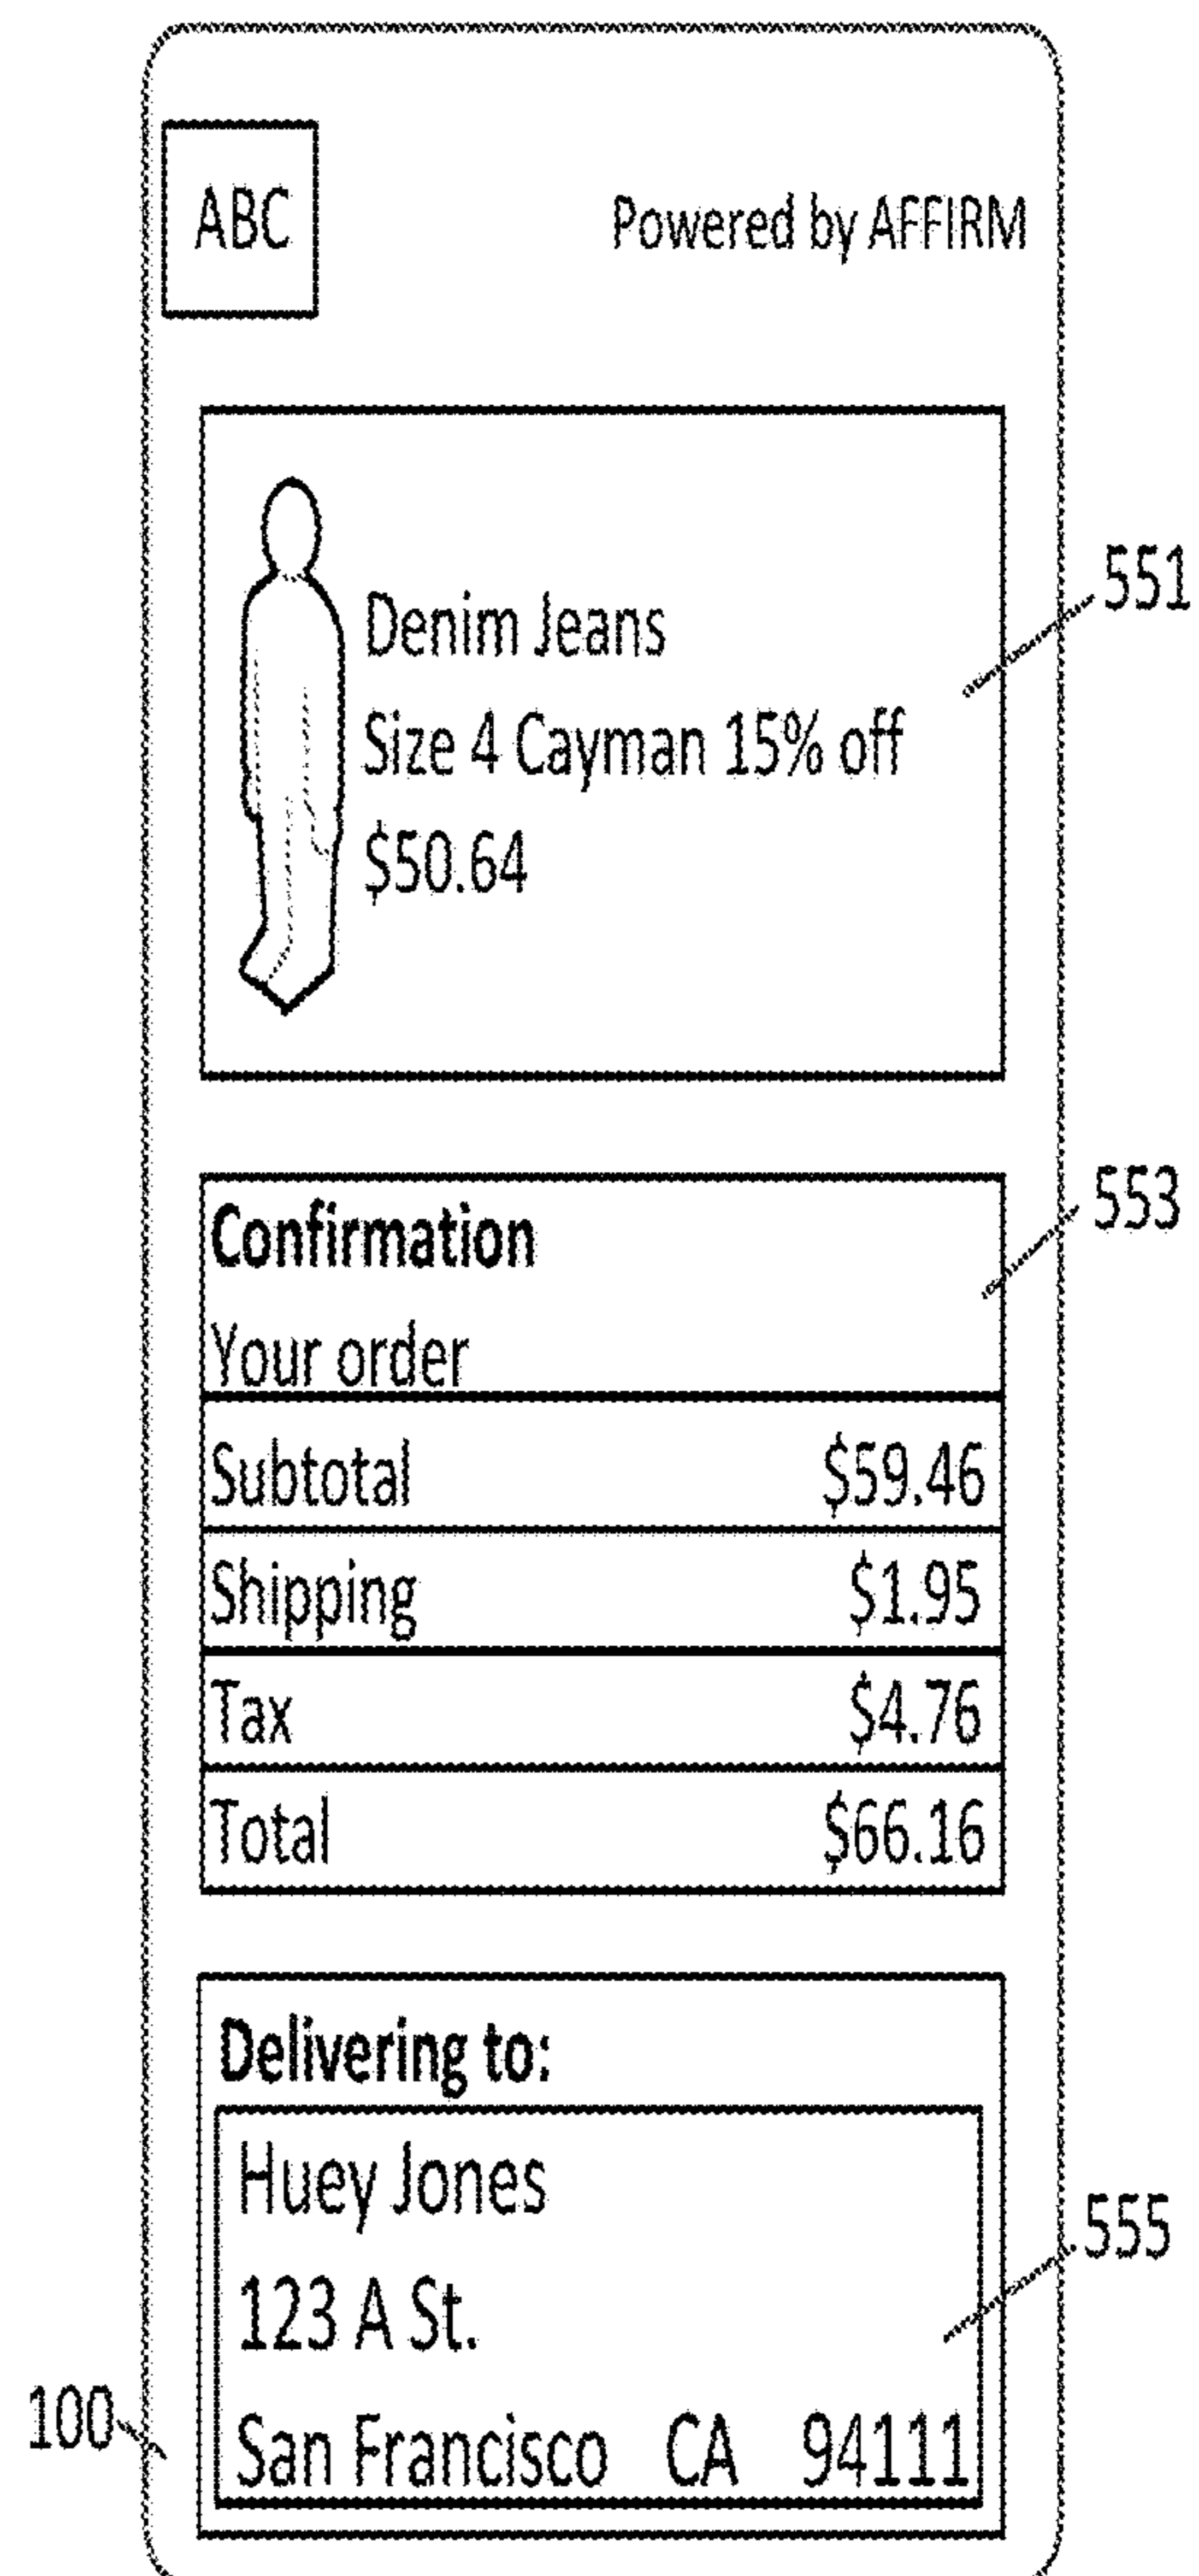 ABC
Powered by AFFIRM
551
Denim Jeans
Size 4 Cayman 15% off
$50.64
553
Confirmation
Your order
Subtotal $59.46
Shipping $1.95
Tax $4.76
Total $66.16
Delivering to:
Huey Jones
555
123 A St.
100
San Francisco CA 94111